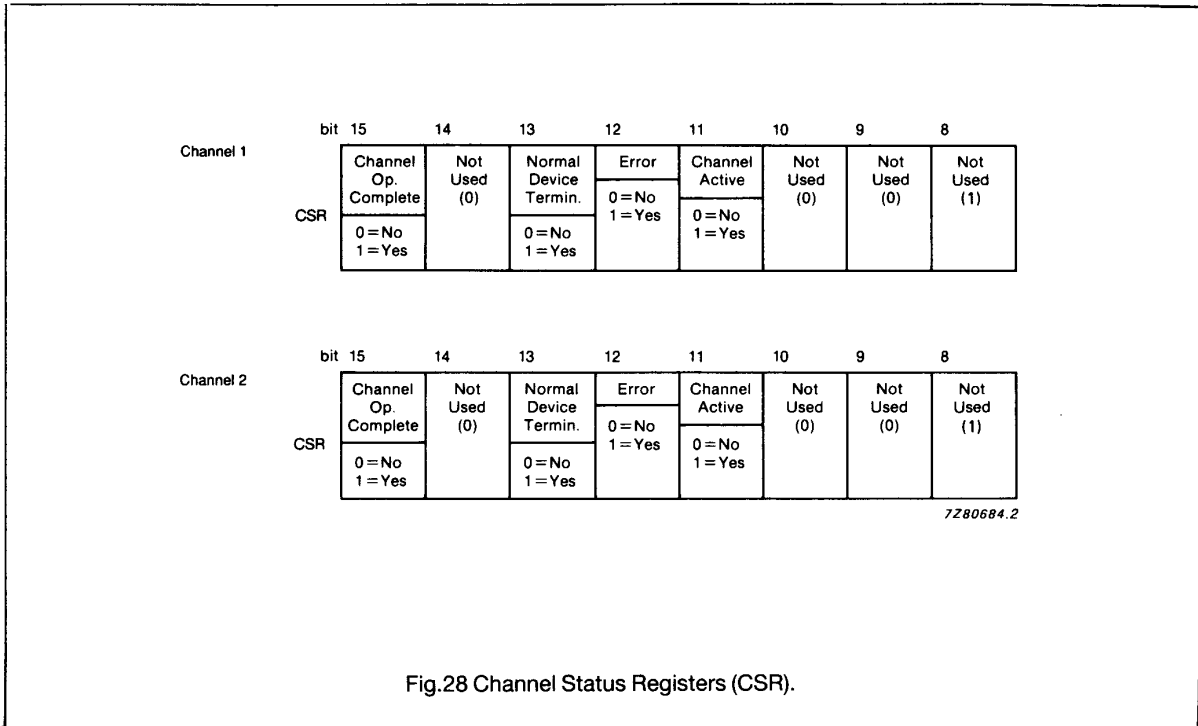 bit 15 14 13 12 11 10 9 8
Channel 1
CSR
Channel Op. Complete 0=No 1=Yes
Not Used (0)
Normal Device Termin. 0=No 1=Yes
Error 0=No 1=Yes
Channel Active 0=No 1=Yes
Not Used (0)
Not Used (0)
Not Used (1)
bit 15 14 13 12 11 10 9 8
Channel 2
CSR
Channel Op. Complete 0=No 1=Yes
Not Used (0)
Normal Device Termin. 0=No 1=Yes
Error 0=No 1=Yes
Channel Active 0=No 1=Yes
Not Used (0)
Not Used (0)
Not Used (1)
7Z80684.2
Fig.28 Channel Status Registers (CSR).